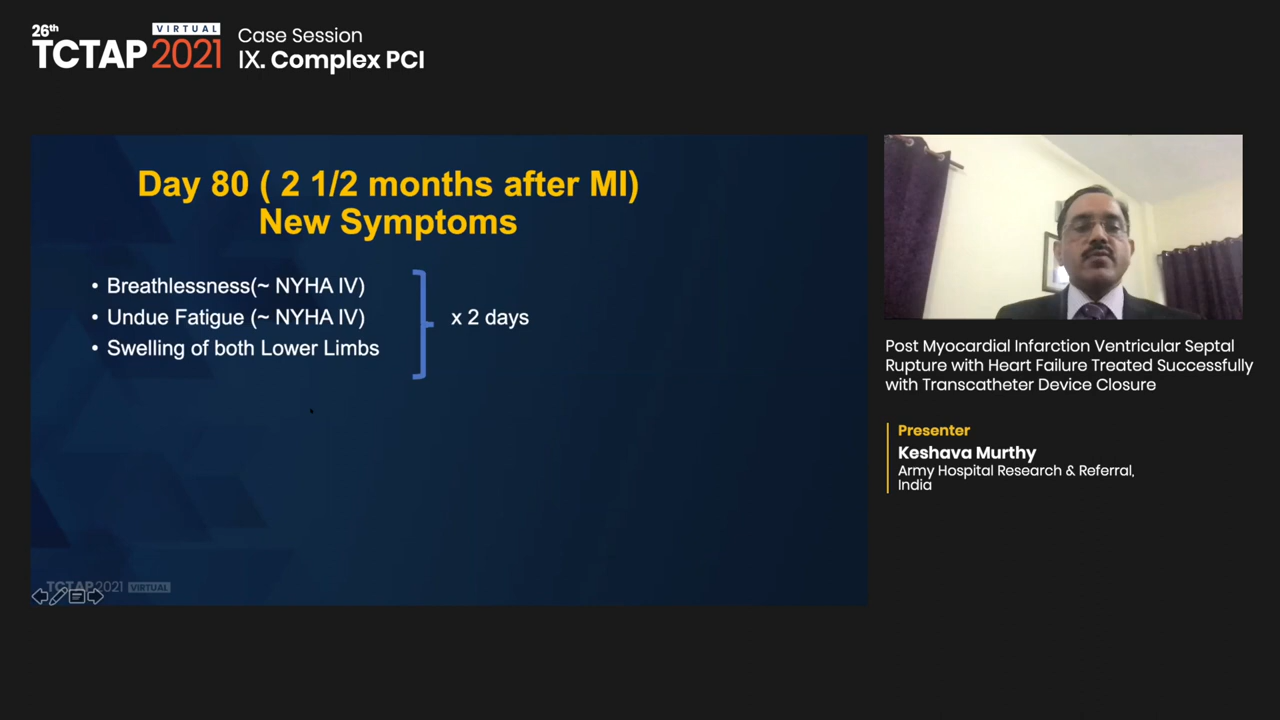 26th
TCTAP
VIRTUAL
2021
Case Session
IX. Complex PCI
Day 80 ( 2 1/2 months after MI)
New Symptoms
• Breathlessness(~ NYHA IV)
• Undue Fatigue (~ NYHA IV)
• Swelling of both Lower Limbs
x 2 days
TCTAP2021 VIRTUAL
Post Myocardial Infarction Ventricular Septal
Rupture with Heart Failure Treated Successfully
with Transcatheter Device Closure
Presenter
Keshava Murthy
Army Hospital Research & Referral,
India